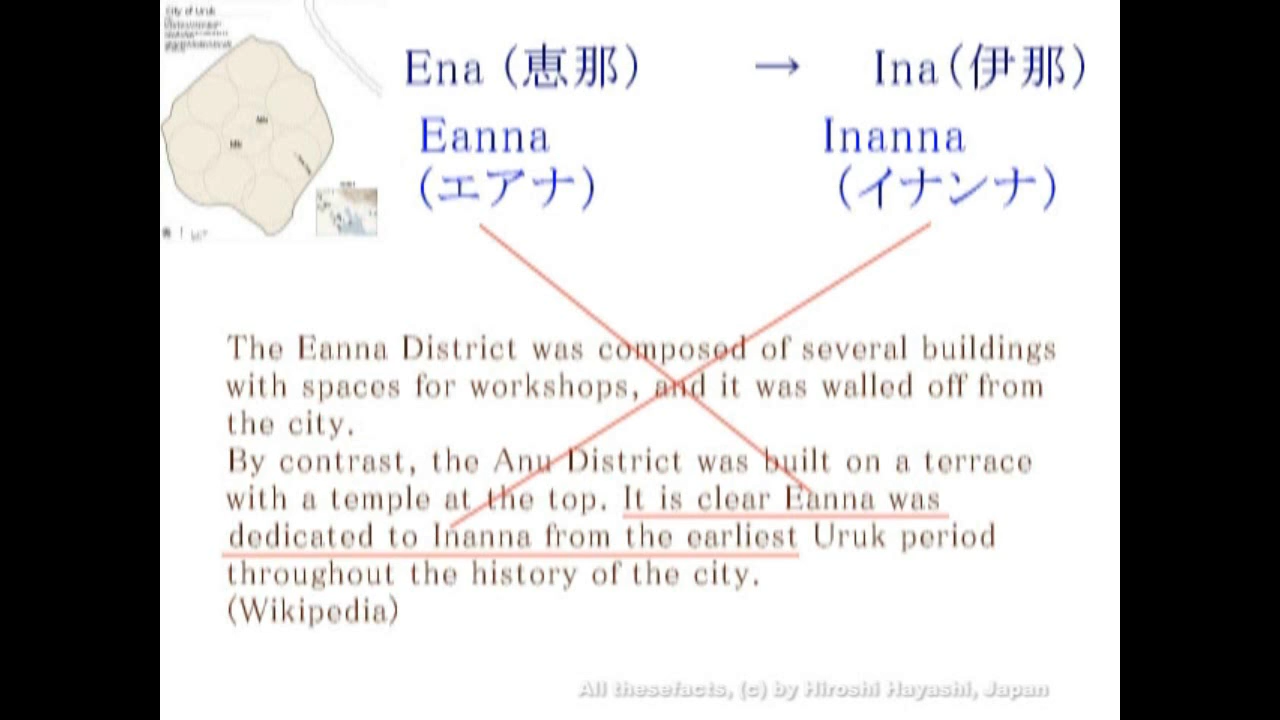 City of Uruk
Ena (恵那) → Ina (伊那)
Eanna Inanna
(エアナ) (イナンナ)
The Eanna District was composed of several buildings
with spaces for workshops, and it was walled off from
the city.
By contrast, the Anu District was built on a terrace
with a temple at the top. It is clear Eanna was
dedicated to Inanna from the earliest Uruk period
throughout the history of the city.
(Wikipedia)
All thesefacts, (c) by Hiroshi Hayashi, Japan